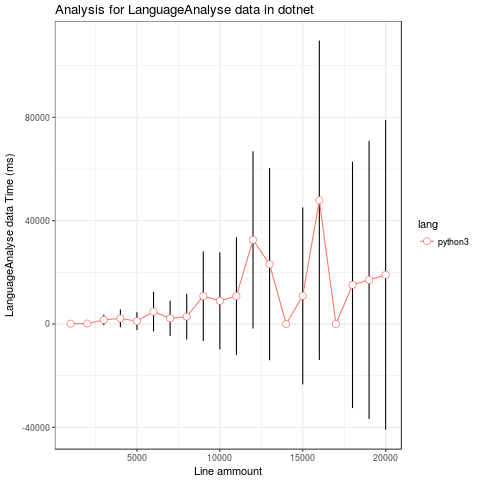 Analysis for LanguageAnalyse data in dotnet
LanguageAnalyse data Time (ms)
80000
40000
0
-40000
5000 10000 15000 20000
Line ammount
lang
python3